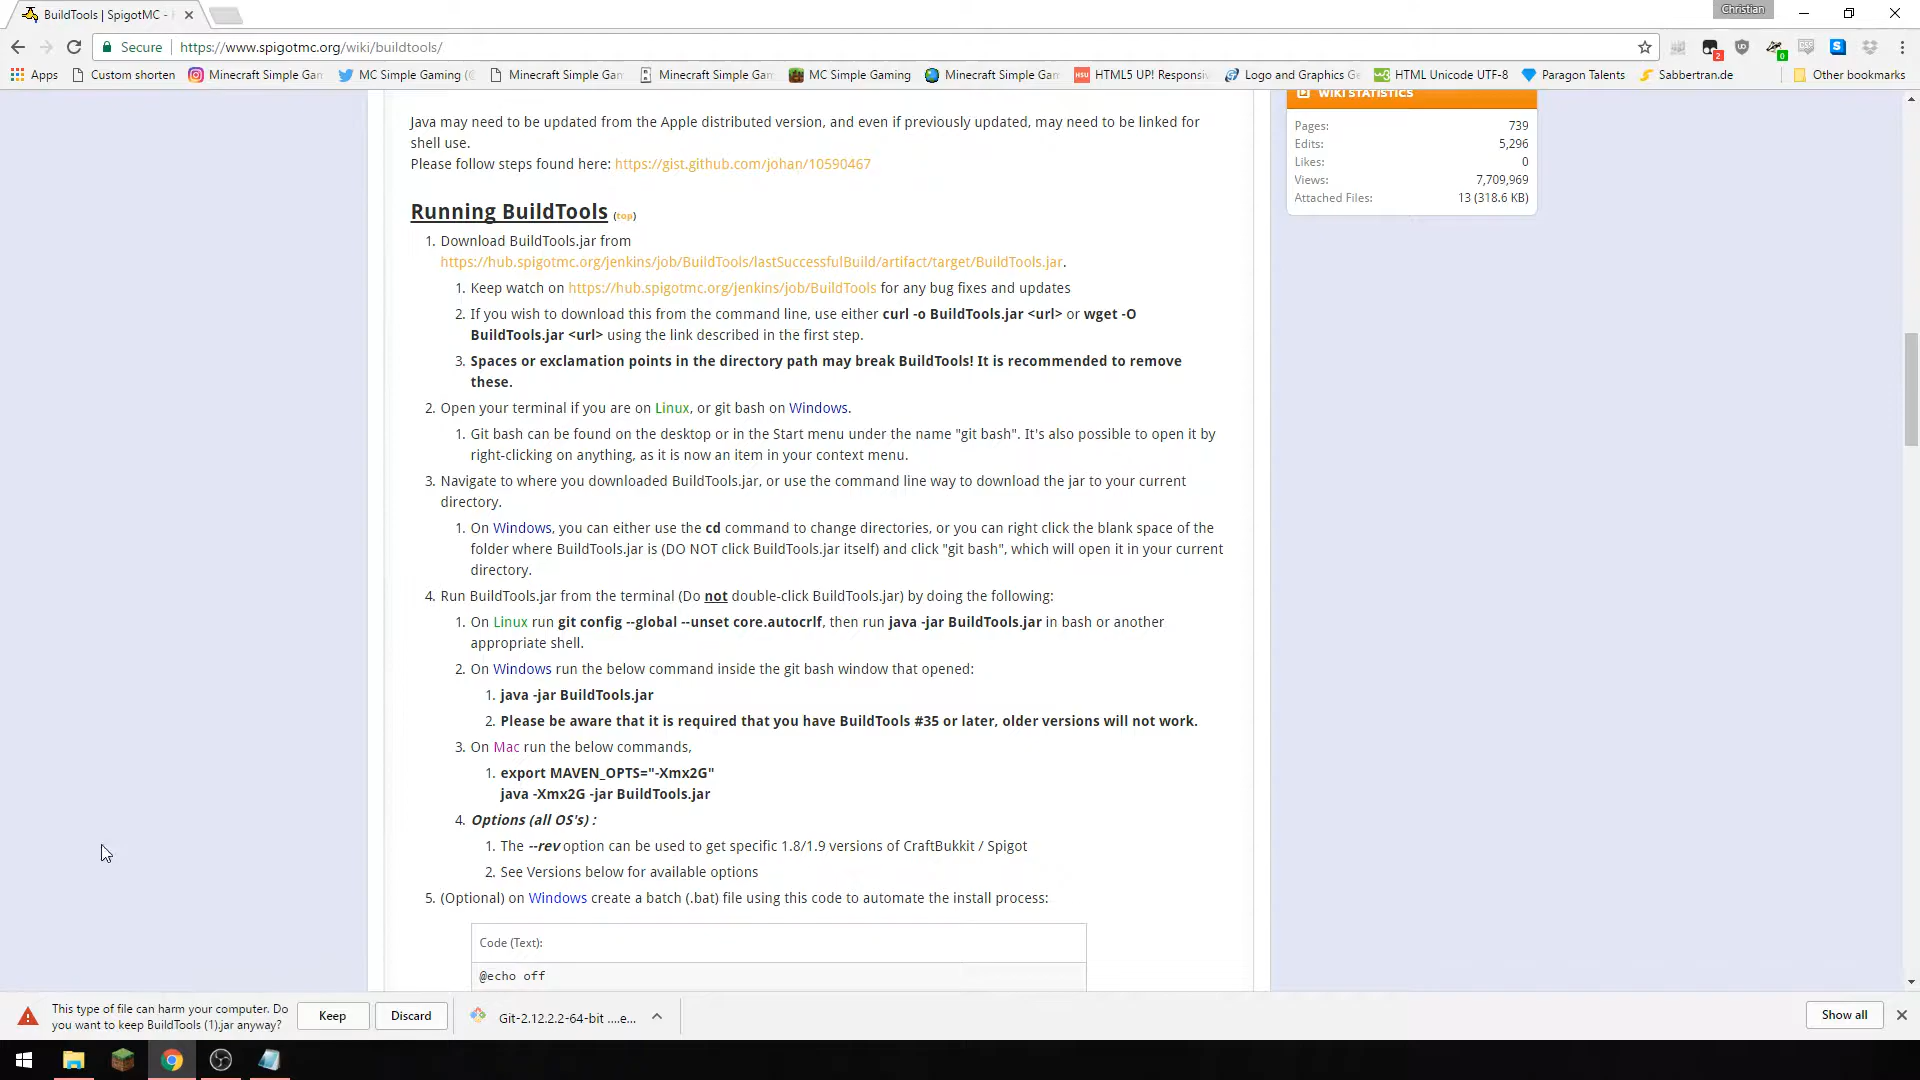 BuildTools | SpigotMC -
Christian
Secure | https://www.spigotmc.org/wiki/buildtools/
Apps Custom shorten Minecraft Simple Gam MC Simple Gaming ( Minecraft Simple Gam Minecraft Simple Gam MC Simple Gaming Minecraft Simple Gam HTML5 UP! Responsiv Logo and Graphics Ge HTML Unicode UTF-8 Paragon Talents Sabbertran.de Other bookmarks
WIKI STATISTICS
Pages: 739
Edits: 5,296
Likes: 0
Views: 7,709,969
Attached Files: 13 (318.6 KB)
Java may need to be updated from the Apple distributed version, and even if previously updated, may need to be linked for
shell use.
Please follow steps found here: https://gist.github.com/johan/10590467
Running BuildTools (top)
1. Download BuildTools.jar from
https://hub.spigotmc.org/jenkins/job/BuildTools/lastSuccessfulBuild/artifact/target/BuildTools.jar.
1. Keep watch on https://hub.spigotmc.org/jenkins/job/BuildTools for any bug fixes and updates
2. If you wish to download this from the command line, use either curl -o BuildTools.jar <url> or wget -O
BuildTools.jar <url> using the link described in the first step.
3. Spaces or exclamation points in the directory path may break BuildTools! It is recommended to remove
these.
2. Open your terminal if you are on Linux, or git bash on Windows.
1. Git bash can be found on the desktop or in the Start menu under the name "git bash". It's also possible to open it by
right-clicking on anything, as it is now an item in your context menu.
3. Navigate to where you downloaded BuildTools.jar, or use the command line way to download the jar to your current
directory.
1. On Windows, you can either use the cd command to change directories, or you can right click the blank space of the
folder where BuildTools.jar is (DO NOT click BuildTools.jar itself) and click "git bash", which will open it in your current
directory.
4. Run BuildTools.jar from the terminal (Do not double-click BuildTools.jar) by doing the following:
1. On Linux run git config --global --unset core.autocrlf, then run java -jar BuildTools.jar in bash or another
appropriate shell.
2. On Windows run the below command inside the git bash window that opened:
1. java -jar BuildTools.jar
2. Please be aware that it is required that you have BuildTools #35 or later, older versions will not work.
3. On Mac run the below commands,
1. export MAVEN_OPTS="-Xmx2G"
java -Xmx2G -jar BuildTools.jar
4. Options (all OS's) :
1. The --rev option can be used to get specific 1.8/1.9 versions of CraftBukkit / Spigot
2. See Versions below for available options
5. (Optional) on Windows create a batch (.bat) file using this code to automate the install process:
Code (Text):
@echo off
This type of file can harm your computer. Do
you want to keep BuildTools (1).jar anyway?
Keep
Discard
Git-2.12.2.2-64-bit ....e...
Show all